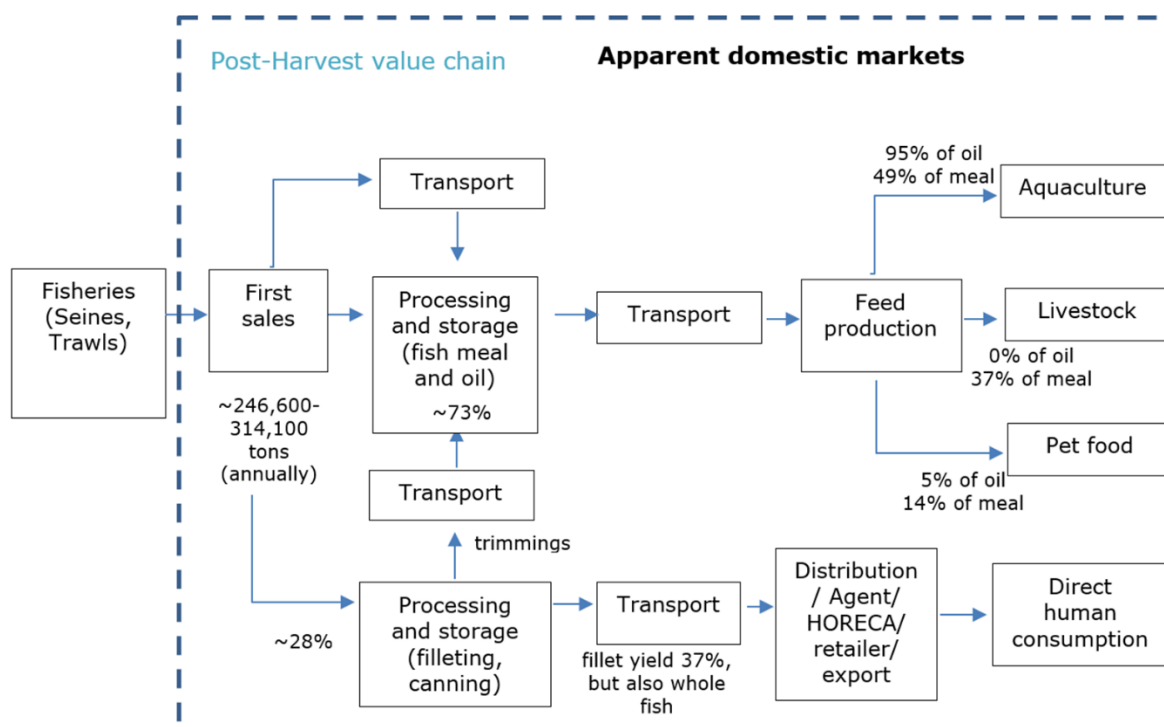 Post-Harvest value chain
Apparent domestic markets
Transport
95% of oil
49% of meal
Aquaculture
Fisheries
(Seines,
Trawls)
First
sales
Processing
and storage
(fish meal
and oil)
~73%
Transport
Feed
production
Livestock
0% of oil
37% of meal
~246,600-
314,100
tons
(annually)
Transport
Pet food
5% of oil
14% of meal
trimmings
~28%
Processing
and storage
(filleting,
canning)
Transport
fillet yield 37%,
but also whole
fish
Distribution
/ Agent/
HORECA/
retailer/
export
Direct
human
consumption